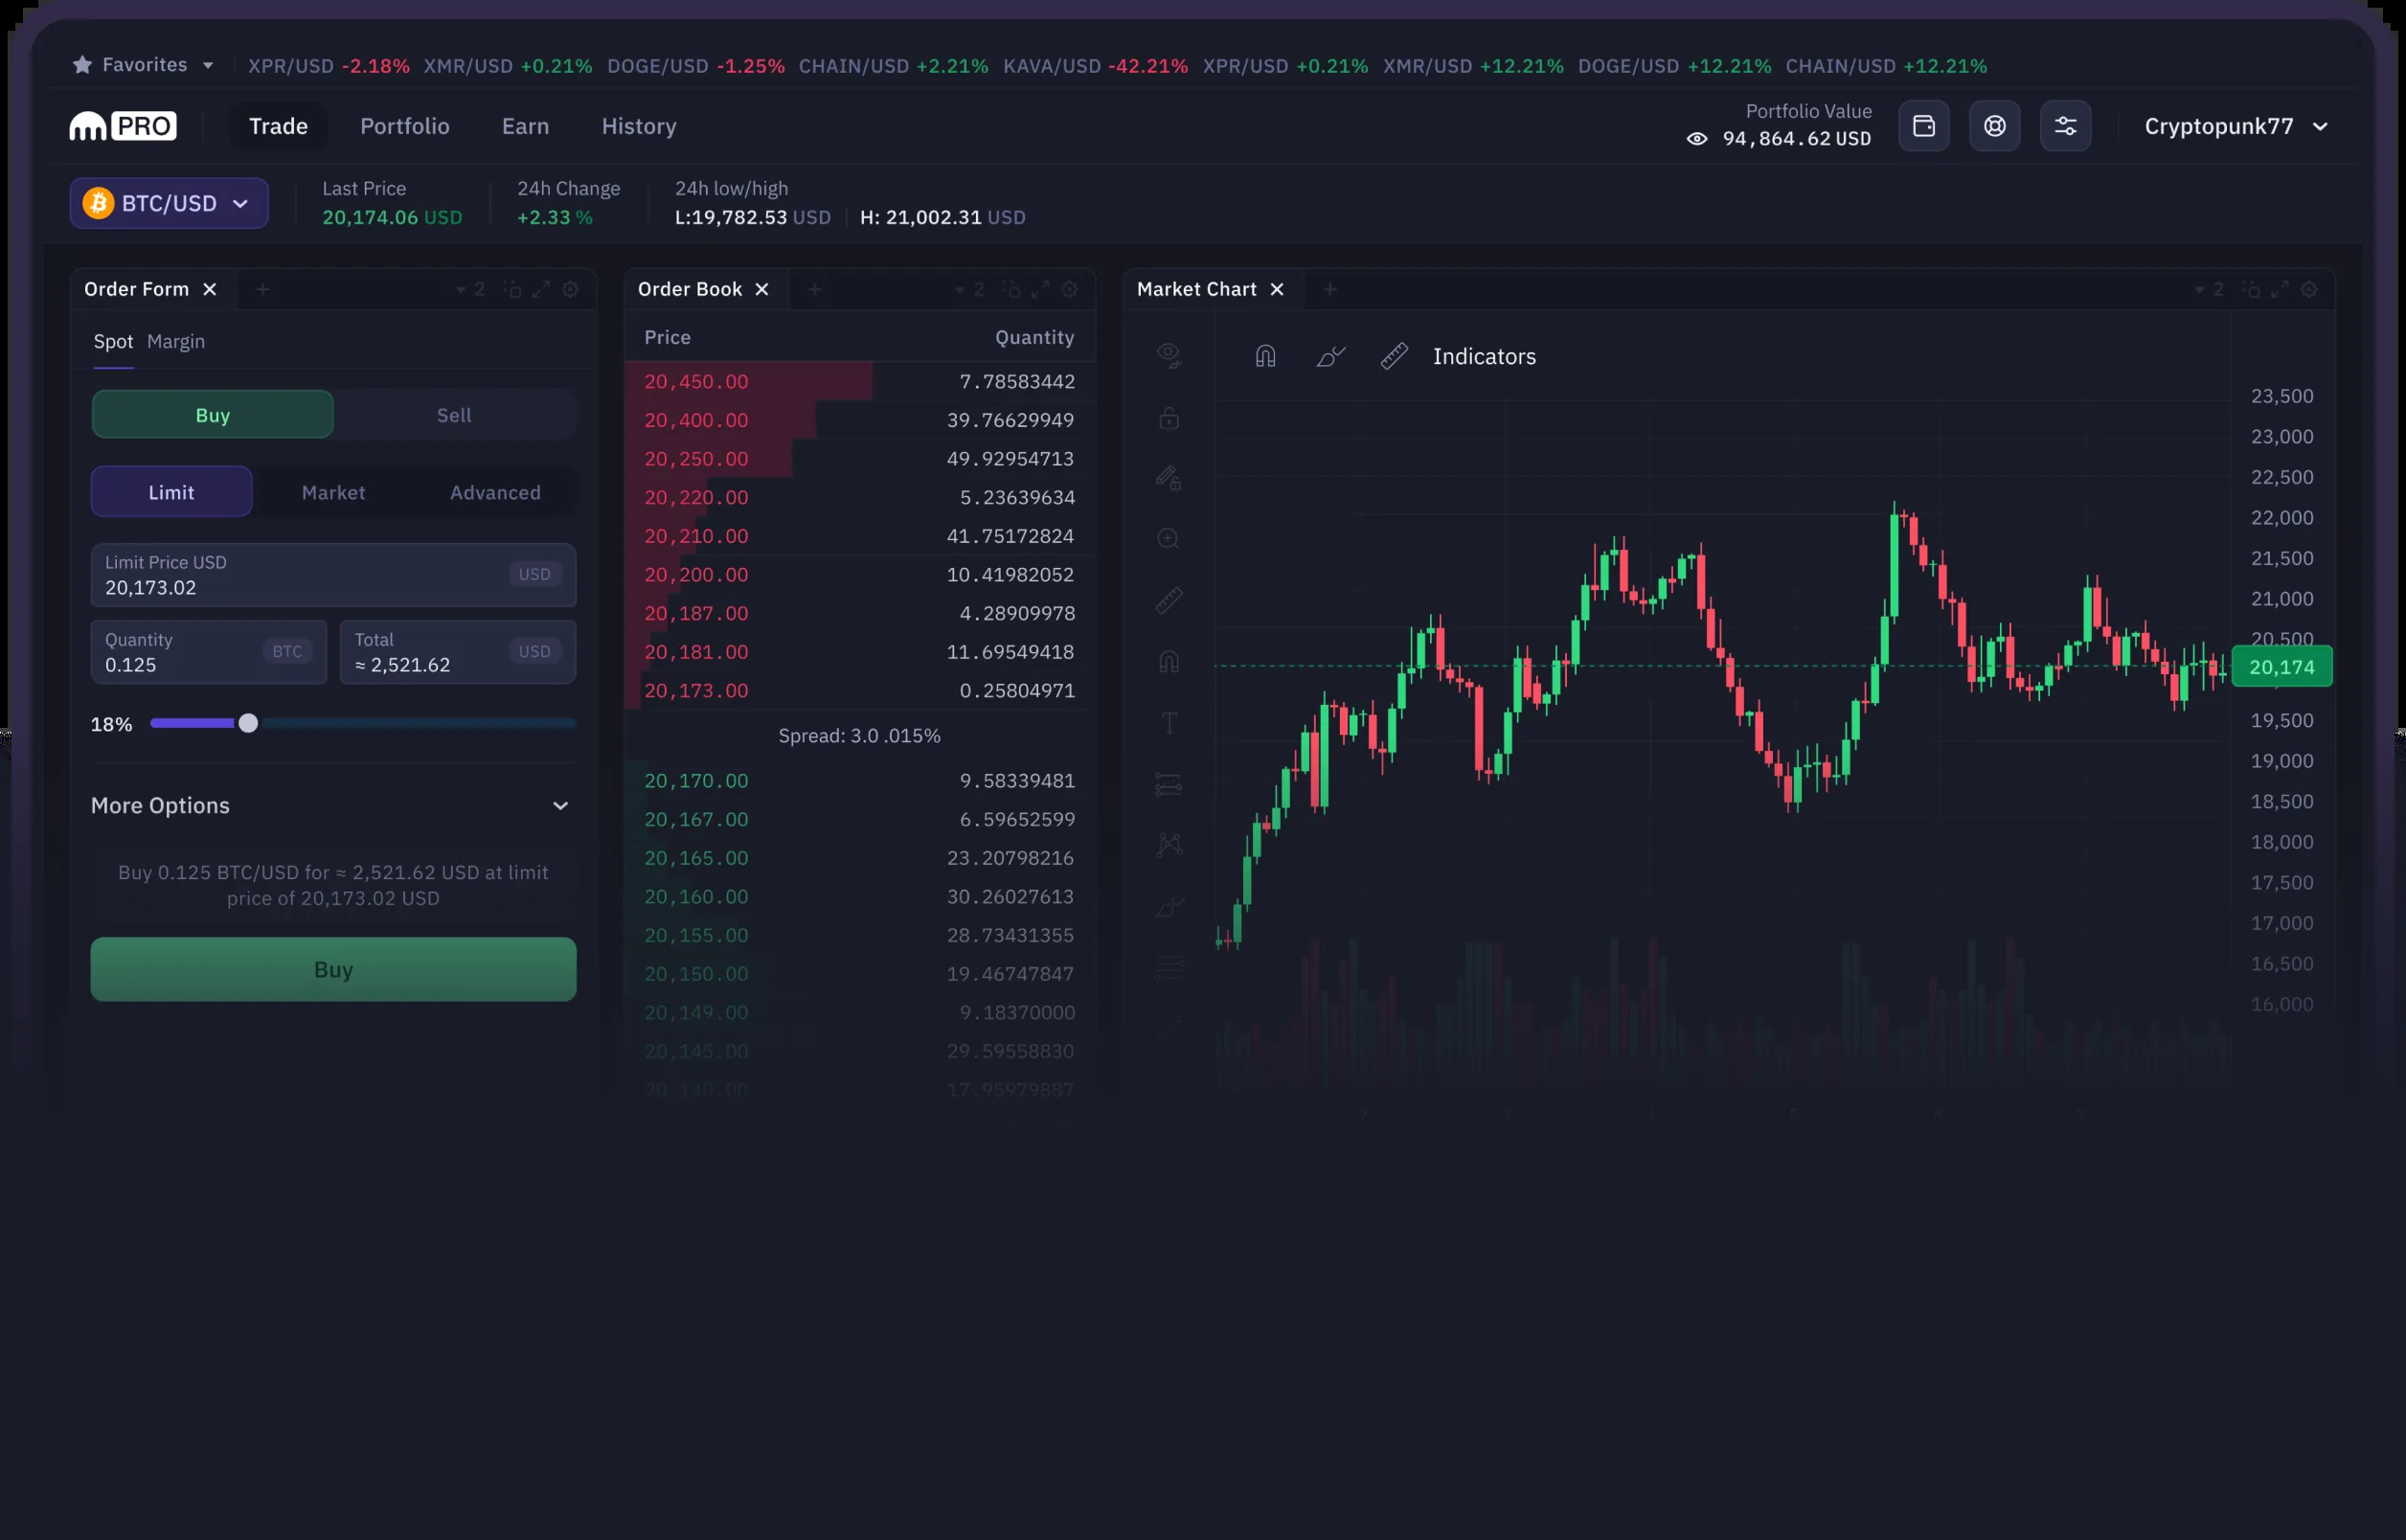 Favorites XPR/USD -2.18% XMR/USD +0.21% DOGE/USD -1.25% CHAIN/USD +2.21% KAVA/USD -42.21% XPR/USD +0.21% XMR/USD +12.21% DOGE/USD +12.21% CHAIN/USD +12.21%
PRO Trade Portfolio Earn History
Portfolio Value
94,864.62 USD
Cryptopunk77
BTC/USD
Last Price
20,174.06 USD
24h Change
+2.33 %
24h low/high
L:19,782.53 USD H: 21,002.31 USD
Order Form 2
Spot Margin
Buy Sell
Limit Market Advanced
Limit Price USD
20,173.02 USD
Quantity
0.125 BTC
Total
≈ 2,521.62 USD
18%
More Options
Buy 0.125 BTC/USD for ≈ 2,521.62 USD at limit
price of 20,173.02 USD
Buy
Order Book 2
Price Quantity
20,450.00 7.78583442
20,400.00 39.76629949
20,250.00 49.92954713
20,220.00 5.23639634
20,210.00 41.75172824
20,200.00 10.41982052
20,187.00 4.28909978
20,181.00 11.69549418
20,173.00 0.25804971
Spread: 3.0 .015%
20,170.00 9.58339481
20,167.00 6.59652599
20,165.00 23.20798216
20,160.00 30.26027613
20,155.00 28.73431355
20,150.00 19.46747847
20,149.00 9.18370000
20,145.00 29.59558830
20,140.00 17.95979887
Market Chart 2
Indicators
23,500
23,000
22,500
22,000
21,500
21,000
20,500
20,174
19,500
19,000
18,500
18,000
17,500
17,000
16,500
16,000